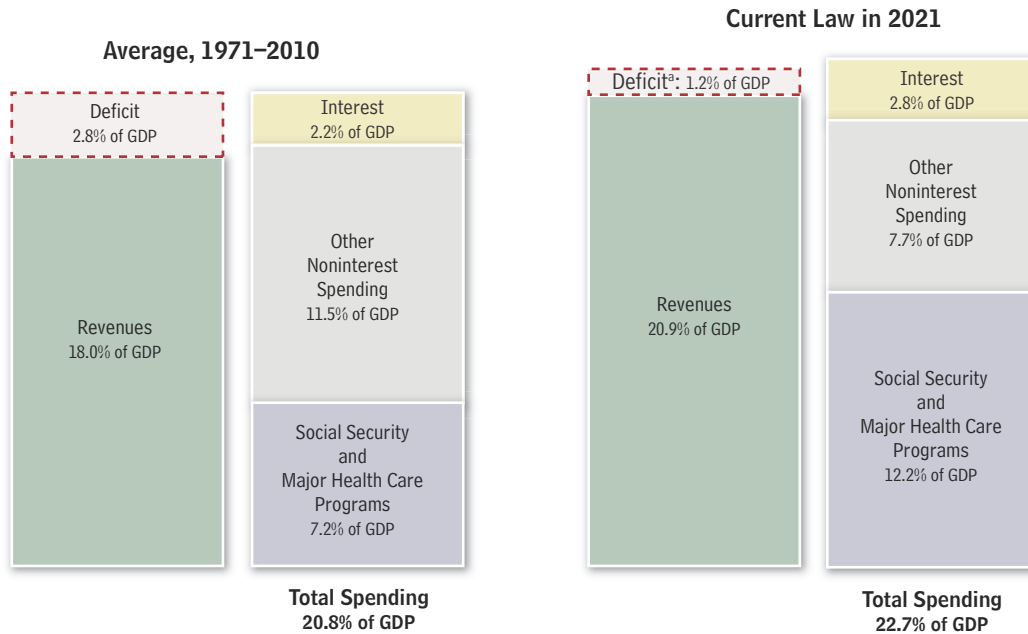 Average, 1971–2010
Deficit
2.8% of GDP
Revenues
18.0% of GDP
Interest
2.2% of GDP
Other
Noninterest
Spending
11.5% of GDP
Social Security
and
Major Health Care
Programs
7.2% of GDP
Total Spending
20.8% of GDP
Current Law in 2021
Deficitª: 1.2% of GDP
Revenues
20.9% of GDP
Interest
2.8% of GDP
Other
Noninterest
Spending
7.7% of GDP
Social Security
and
Major Health Care
Programs
12.2% of GDP
Total Spending
22.7% of GDP